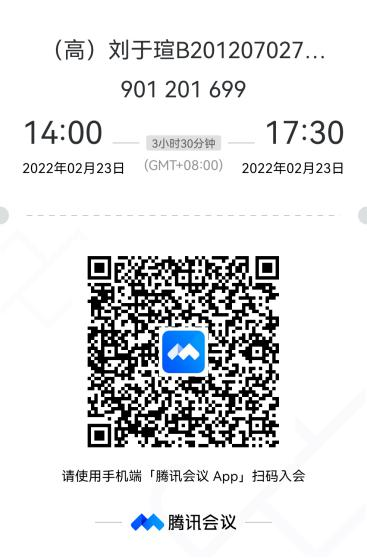 （高）刘于瑄B201207027…
901 201 699
14:00 3小时30分钟 17:30
2022年02月23日 (GMT+08:00) 2022年02月23日
请使用手机端「腾讯会议 App」扫码入会
腾讯会议